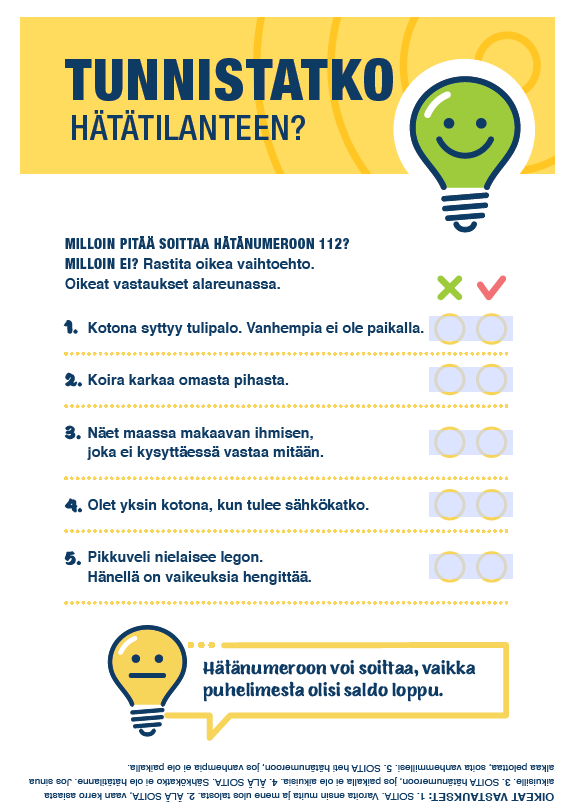 TUNNISTATKO
HÄTÄTILANTEEN?
MILLOIN PITÄÄ SOITTAA HÄTÄNUMEROON 112?
MILLOIN EI? Rastita oikea vaihtoehto.
Oikeat vastaukset alareunassa.
1. Kotona syttyy tulipalo. Vanhempia ei ole paikalla.
2. Koira karkaa omasta pihasta.
3. Näet maassa makaavan ihmisen,
joka ei kysyttäessä vastaa mitään.
4. Olet yksin kotona, kun tulee sähkökatko.
5. Pikkuveli nielaisee legon.
Hänellä on vaikeuksia hengittää.
Hätänumeroon voi soittaa, vaikka
puhelimesta olisi saldo loppu.
OIKEAT VASTAUKSET: 1. SOITA. Varoita ensin muita ja mene ulos talosta. 2. ÄLÄ SOITA, vaan kerro asiasta
aikuisille. 3. SOITA hätänumeroon, jos paikalla ei ole aikuisia. 4. ÄLÄ SOITA. Sähkökatko ei ole hätätilanne. Jos sinua
alkaa pelottaa, soita vanhemmillesi. 5. SOITA heti hätänumeroon, jos vanhempia ei ole paikalla.